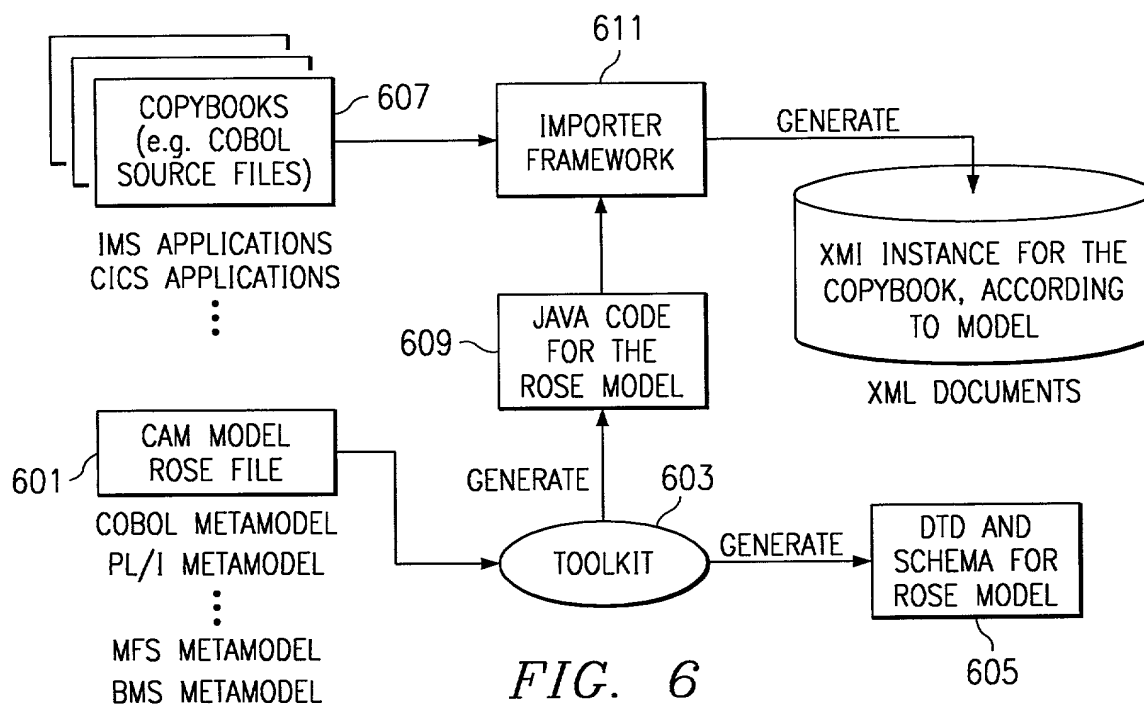 COPYBOOKS
(e.g. COBOL
SOURCE FILES)
607
IMS APPLICATIONS
CICS APPLICATIONS
611
IMPORTER
FRAMEWORK
GENERATE
XMI INSTANCE FOR THE
COPYBOOK, ACCORDING
TO MODEL
XML DOCUMENTS
609
JAVA CODE
FOR THE
ROSE MODEL
601
CAM MODEL
ROSE FILE
COBOL METAMODEL
PL/I METAMODEL
MFS METAMODEL
BMS METAMODEL
GENERATE
603
TOOLKIT
GENERATE
DTD AND
SCHEMA FOR
ROSE MODEL
605
FIG. 6